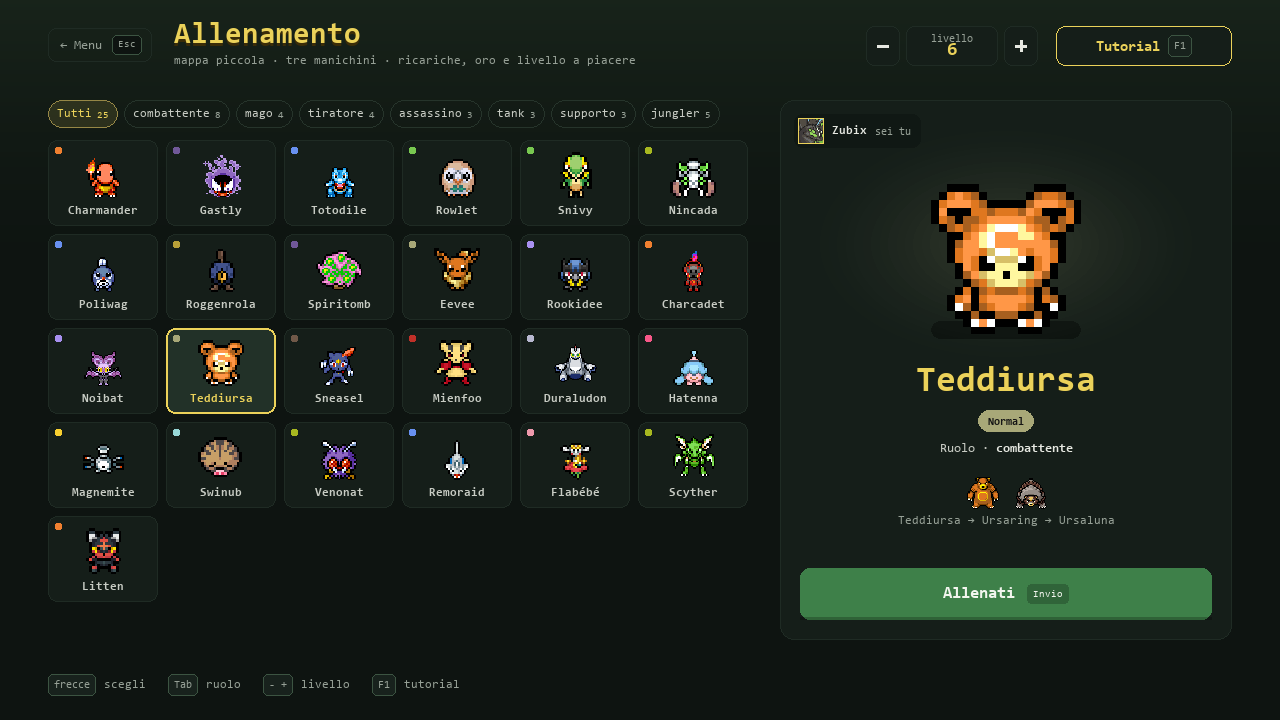 ← Menu Esc
Allenamento
mappa piccola · tre manichini · ricariche, oro e livello a piacere
− livello 6 +
Tutorial F1
Tutti 25 combattente 8 mago 4 tiratore 4 assassino 3 tank 3 supporto 3 jungler 5
Charmander Gastly Totodile Rowlet Snivy Nincada
Poliwag Roggenrola Spiritomb Eevee Rookidee Charcadet
Noibat Teddiursa Sneasel Mienfoo Duraludon Hatenna
Magnemite Swinub Venonat Remoraid Flabébé Scyther
Litten
Zubix sei tu
Teddiursa
Normal
Ruolo · combattente
Teddiursa → Ursaring → Ursaluna
Allenati Invio
frecce scegli Tab ruolo - + livello F1 tutorial